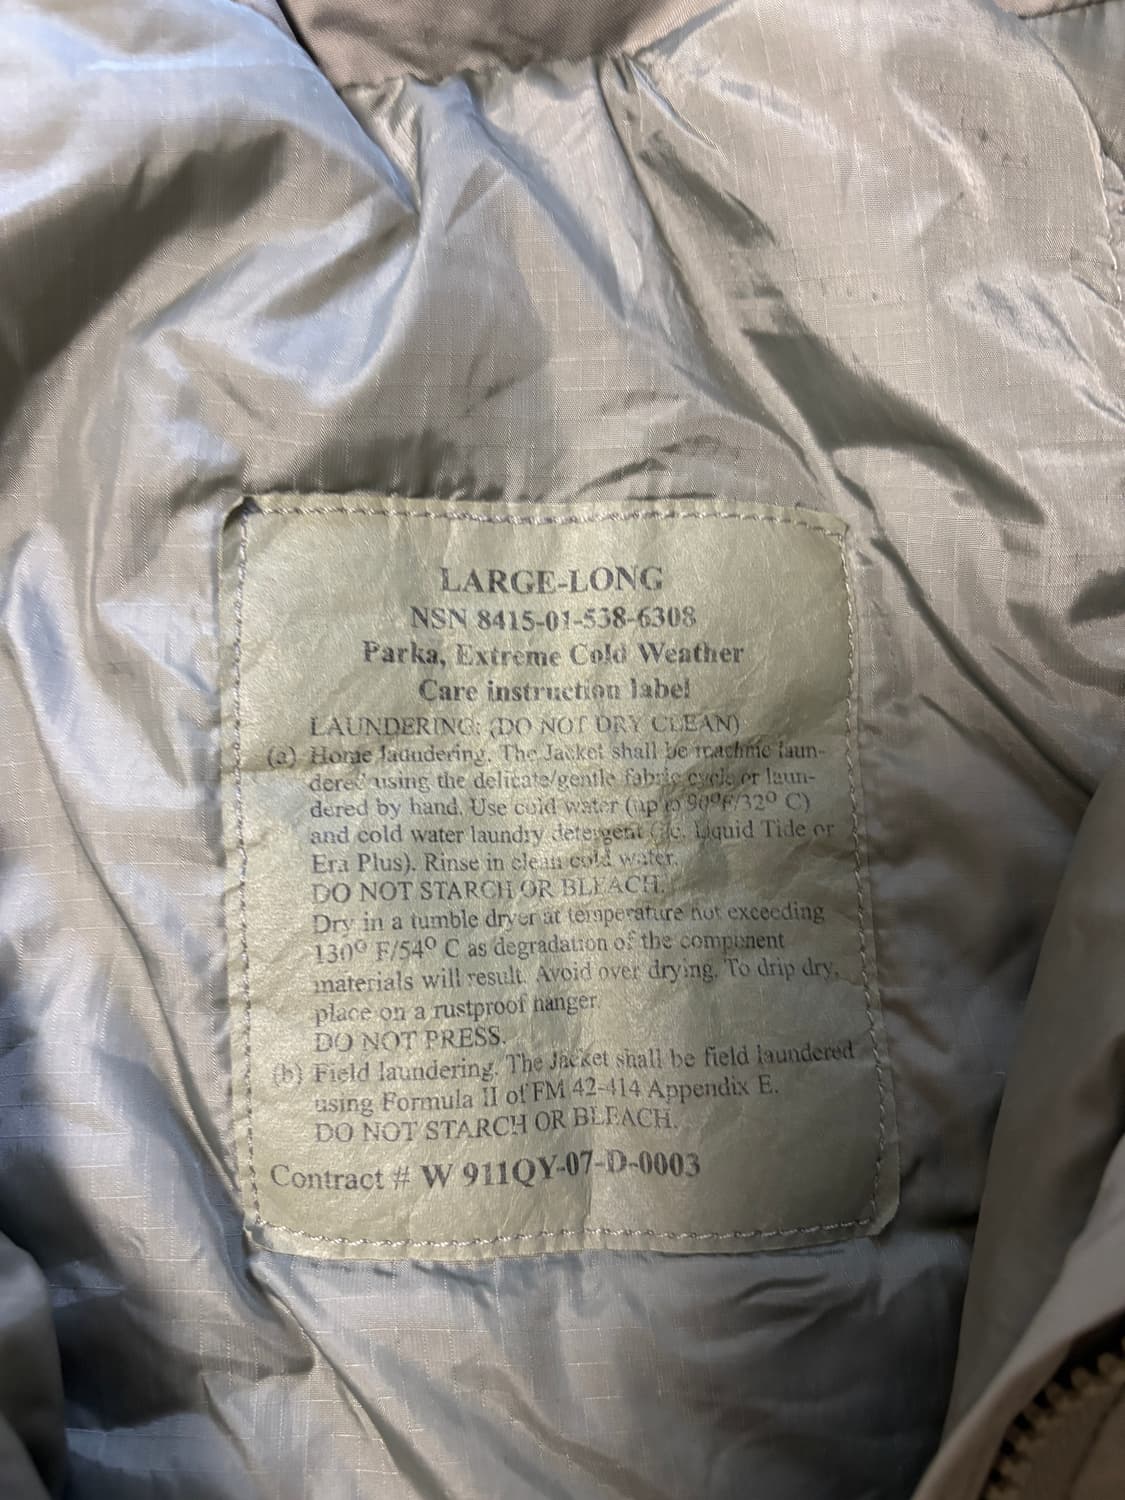 LARGE-LONG
NSN 8415-01-538-6308
Parka, Extreme Cold Weather
Care instruction label
LAUNDERING: (DO NOT DRY CLEAN)
(a) Home laundering. The Jacket shall be machine laun-
dered using the delicate/gentle fabric cycle or laun-
dered by hand. Use cold water (up to 90º F/32º C)
and cold water laundry detergent (i.e. Liquid Tide or
Era Plus). Rinse in clean cold water.
DO NOT STARCH OR BLEACH.
Dry in a tumble dryer at temperature not exceeding
130º F/54º C as degradation of the component
materials will result. Avoid over drying. To drip dry,
place on a rustproof hanger.
DO NOT PRESS.
(b) Field laundering. The Jacket shall be field laundered
using Formula II of FM 42-414 Appendix E.
DO NOT STARCH OR BLEACH.
Contract # W 911QY-07-D-0003